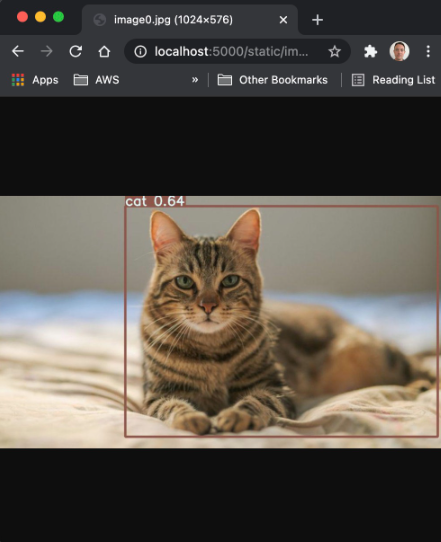 image0.jpg (1024×576)
localhost:5000/static/im...
Apps AWS » Other Bookmarks Reading List
cat 0.64